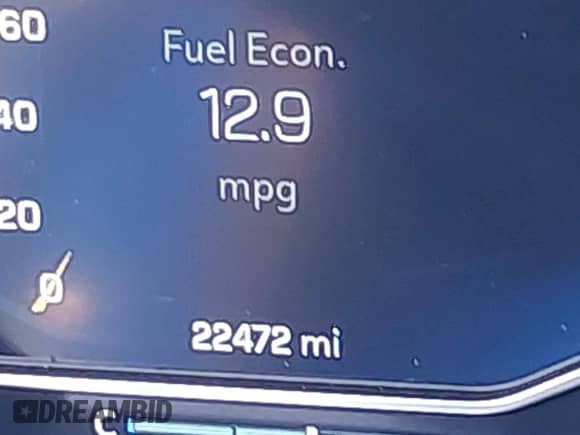 60
Fuel Econ.
12.9
40
mpg
20
0
22472 mi
DREAMBID
C